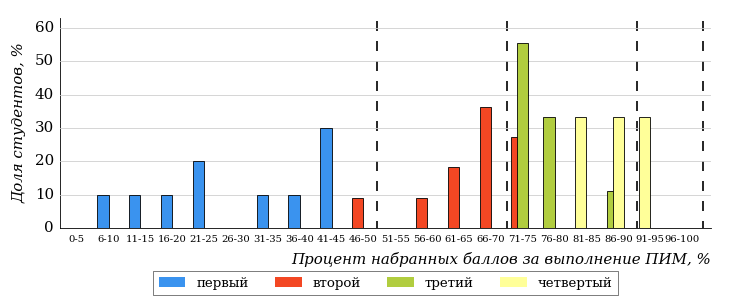 Доля студентов, %
60
50
40
30
20
10
0
0-5 6-10 11-15 16-20 21-25 26-30 31-35 36-40 41-45 46-50 51-55 56-60 61-65 66-70 71-75 76-80 81-85 86-90 91-95 96-100
Процент набранных баллов за выполнение ПИМ, %
первый второй третий четвертый